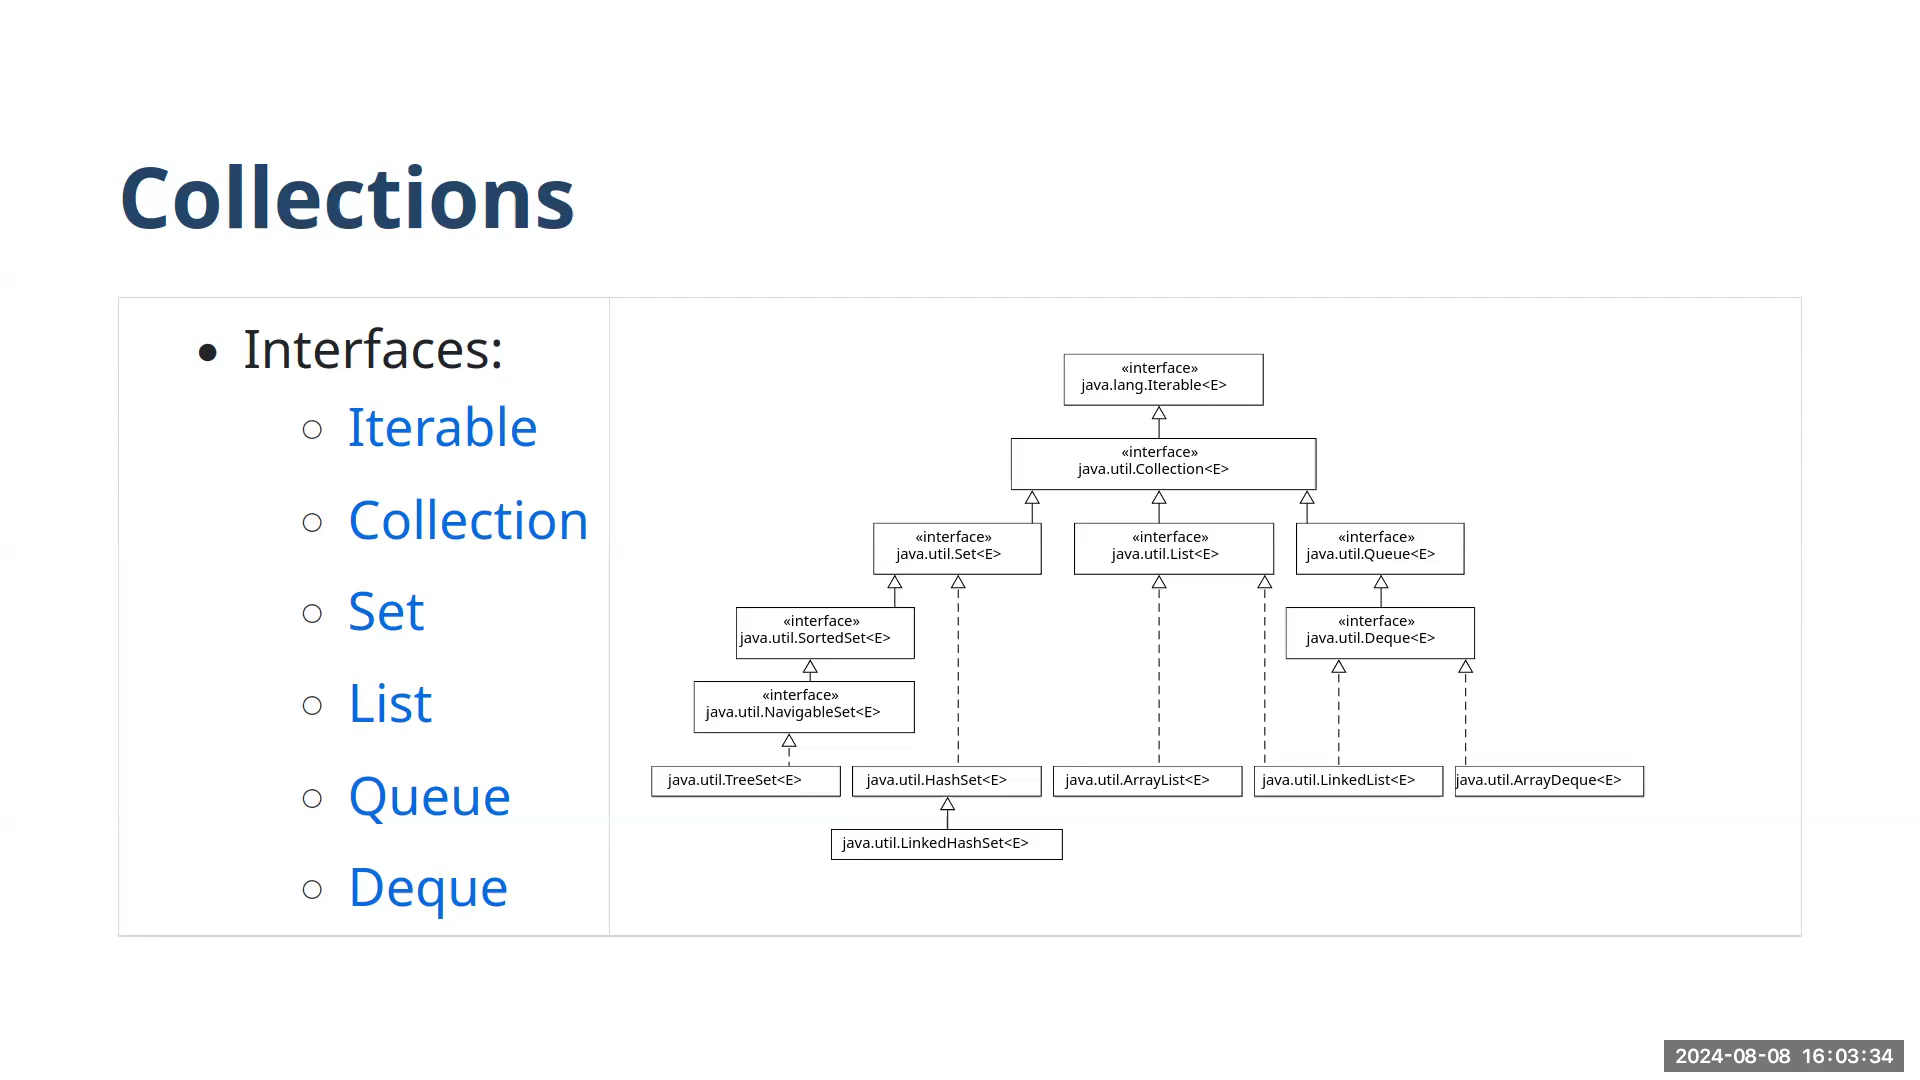 Collections
• Interfaces:
○ Iterable
○ Collection
○ Set
○ List
○ Queue
○ Deque
«interface»
java.lang.Iterable<E>
«interface»
java.util.Collection<E>
«interface»
java.util.Set<E>
«interface»
java.util.List<E>
«interface»
java.util.Queue<E>
«interface»
java.util.SortedSet<E>
«interface»
java.util.Deque<E>
«interface»
java.util.NavigableSet<E>
java.util.TreeSet<E>
java.util.HashSet<E>
java.util.ArrayList<E>
java.util.LinkedList<E>
java.util.ArrayDeque<E>
java.util.LinkedHashSet<E>
2024-08-08 16:03:34